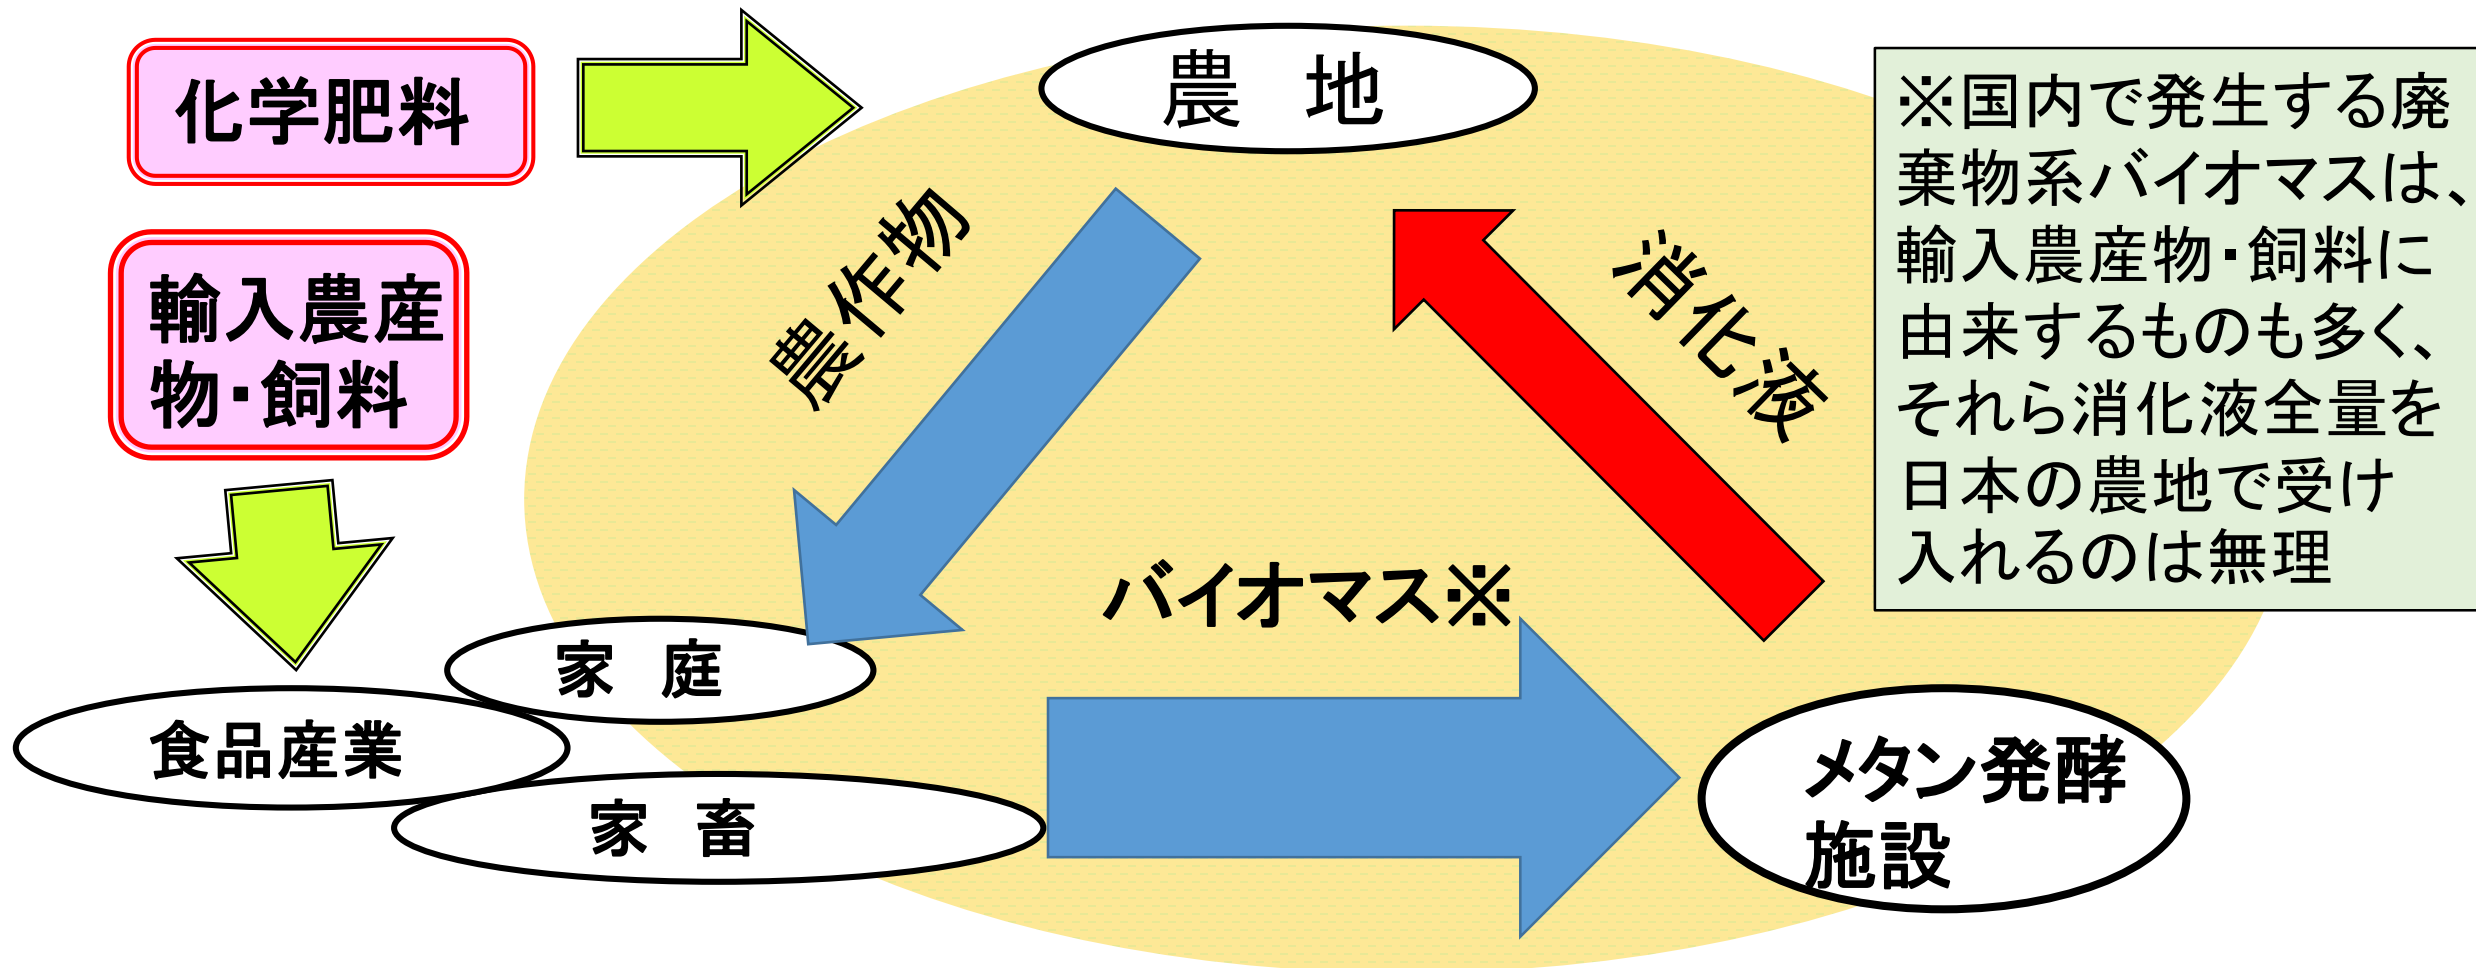 化学肥料
農　地
※国内で発生する廃
棄物系バイオマスは、
輸入農産物・飼料に
由来するものも多く、
それら消化液全量を
日本の農地で受け
入れるのは無理
輸入農産
物・飼料
農作物
消化液
バイオマス※
家　庭
食品産業
家　畜
メタン発酵
施設